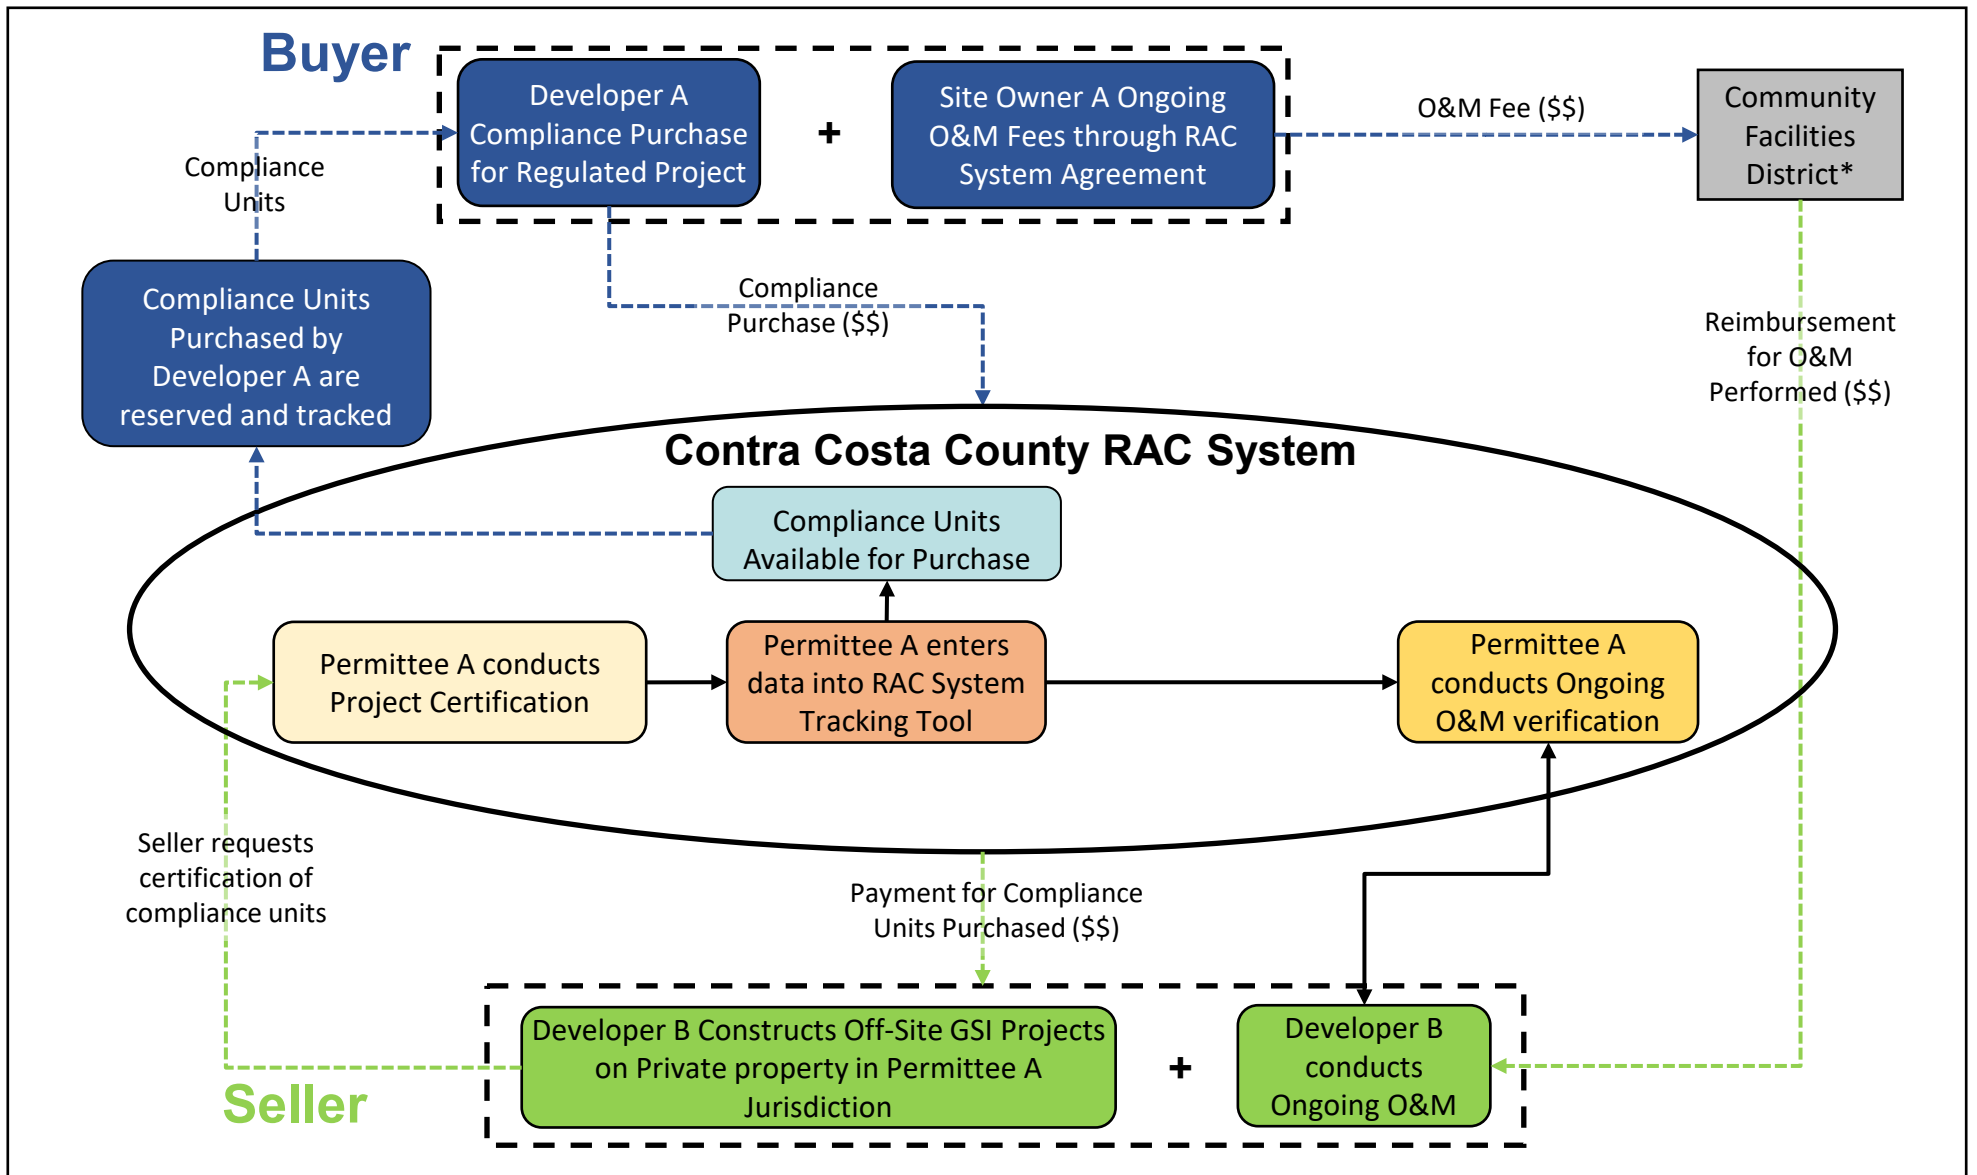 Buyer
Developer A
Compliance Purchase
for Regulated Project
+
Site Owner A Ongoing
O&M Fees through RAC
System Agreement
O&M Fee ($$)
Community
Facilities
District*
Compliance
Units
Compliance Units
Purchased by
Developer A are
reserved and tracked
Compliance
Purchase ($$)
Reimbursement
for O&M
Performed ($$)
Contra Costa County RAC System
Compliance Units
Available for Purchase
Permittee A conducts
Project Certification
Permittee A enters
data into RAC System
Tracking Tool
Permittee A
conducts Ongoing
O&M verification
Seller requests
certification of
compliance units
Payment for Compliance
Units Purchased ($$)
Seller
Developer B Constructs Off-Site GSI Projects
on Private property in Permittee A
Jurisdiction
+
Developer B
conducts
Ongoing O&M